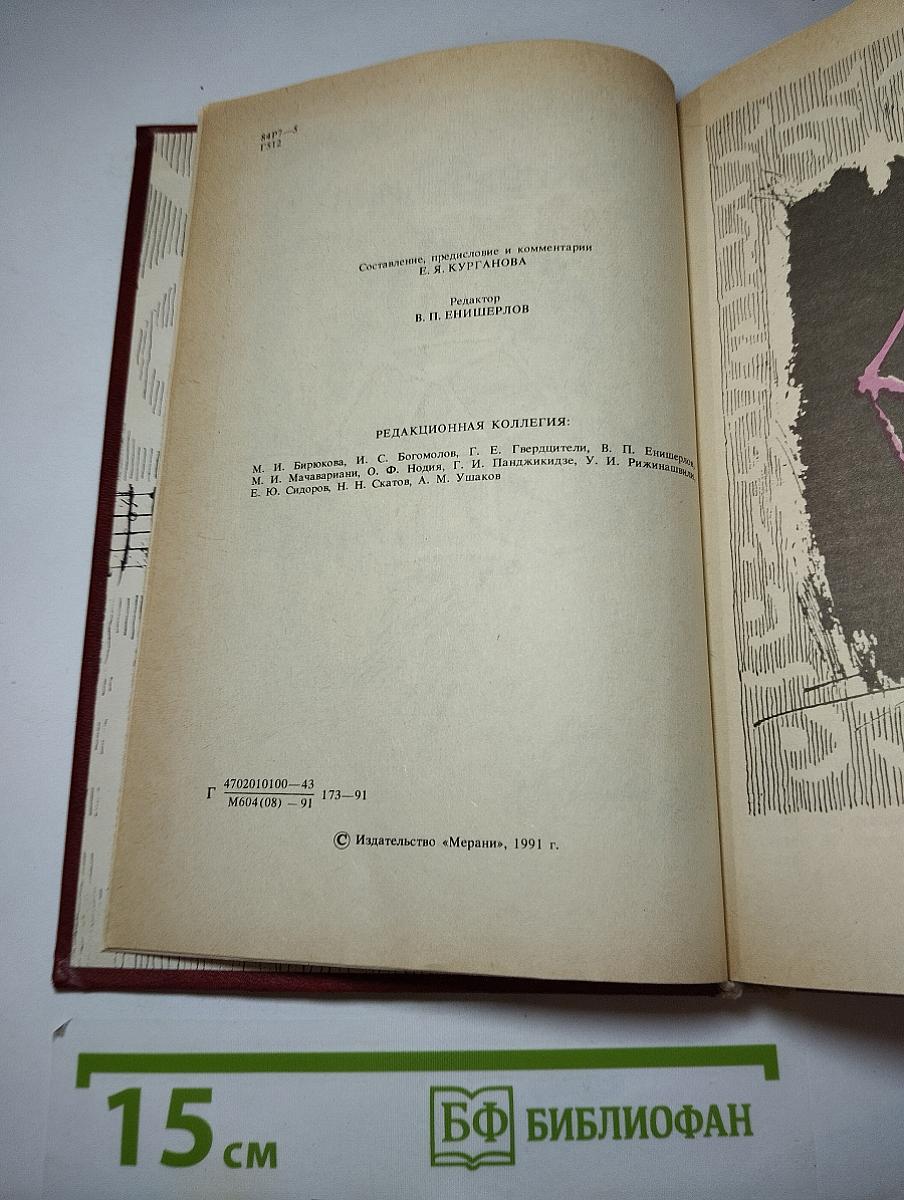 84Р7—5
Г512
Составление, предисловие и комментарии
Е. Я. КУРГАНОВА
Редактор
В. П. ЕНИШЕРЛОВ
РЕДАКЦИОННАЯ КОЛЛЕГИЯ:
М. И. Бирюкова, И. С. Богомолов, Г. Е. Гвердцители, В. П. Енишерлов,
М. И. Мачавариани, О. Ф. Нодия, Г. И. Панджикидзе, У. И. Рижинашвили,
Е. Ю. Сидоров, Н. Н. Скатов, А. М. Ушаков
Г 4702010100—43 173—91
М604(08) — 91
© Издательство «Мерани», 1991 г.
15 см
БФ БИБЛИОФАН